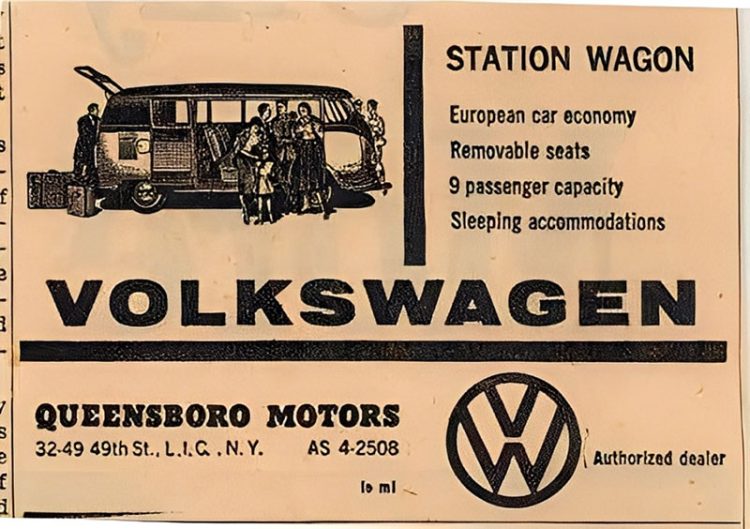 STATION WAGON
European car economy
Removable seats
9 passenger capacity
Sleeping accommodations
VOLKSWAGEN
QUEENSBORO MOTORS
32-49 49th St., L.I.C., N.Y. AS 4-2508
VW
Authorized dealer